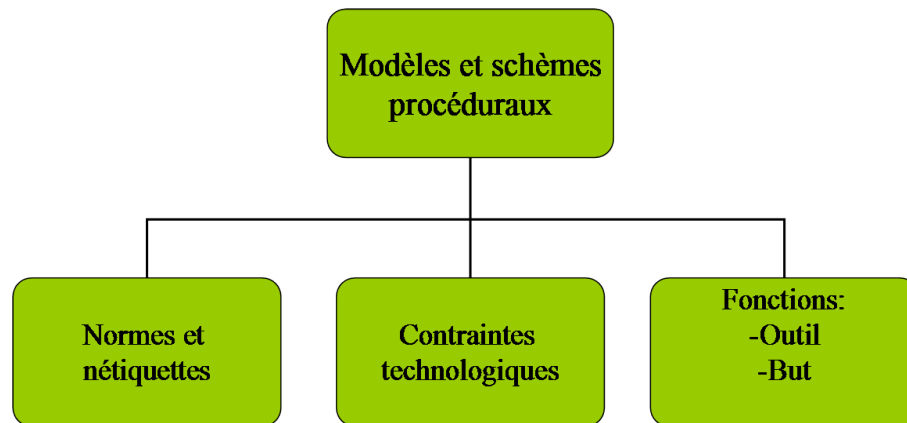 Modèles et schèmes
procéduraux
Normes et
nétiquettes
Contraintes
technologiques
Fonctions:
-Outil
-But